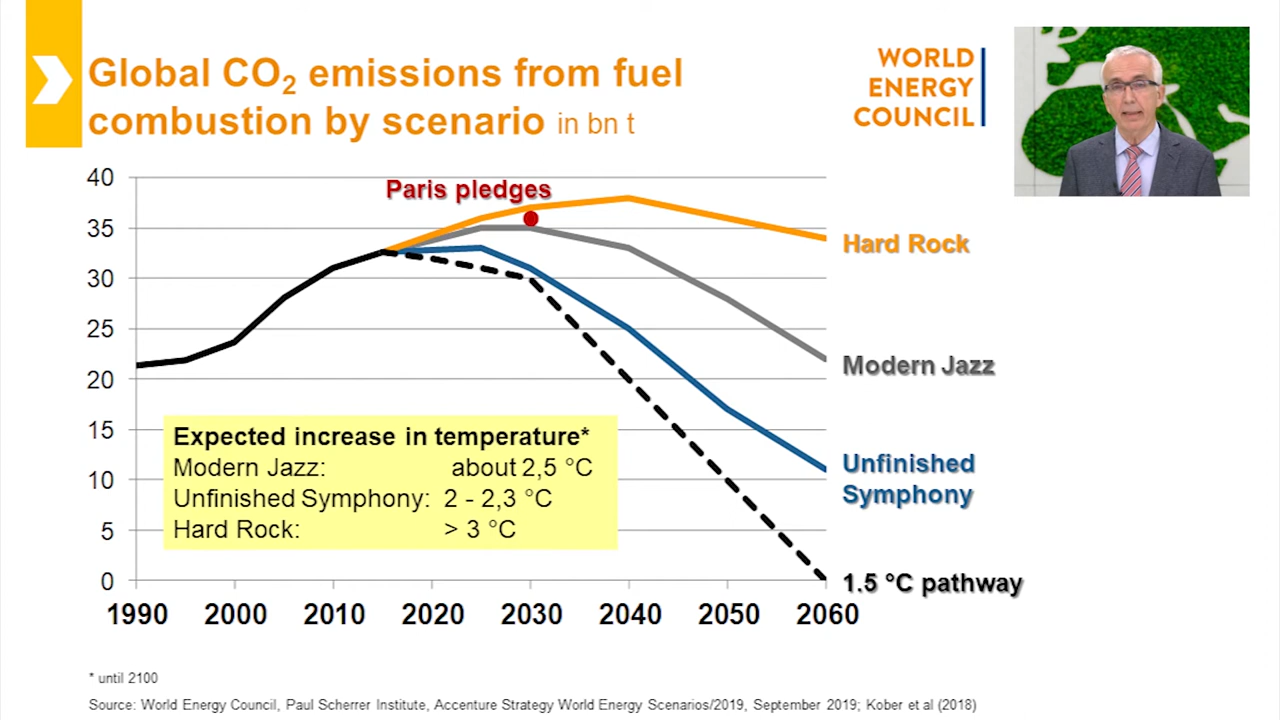 Global CO2 emissions from fuel
combustion by scenario in bn t
WORLD
ENERGY
COUNCIL
40
35
30
25
20
15
10
5
0
Paris pledges
Hard Rock
Modern Jazz
Unfinished
Symphony
1.5 °C pathway
Expected increase in temperature*
Modern Jazz: about 2,5 °C
Unfinished Symphony: 2 - 2,3 °C
Hard Rock: > 3 °C
1990 2000 2010 2020 2030 2040 2050 2060
* until 2100
Source: World Energy Council, Paul Scherrer Institute, Accenture Strategy World Energy Scenarios/2019, September 2019; Kober et al (2018)